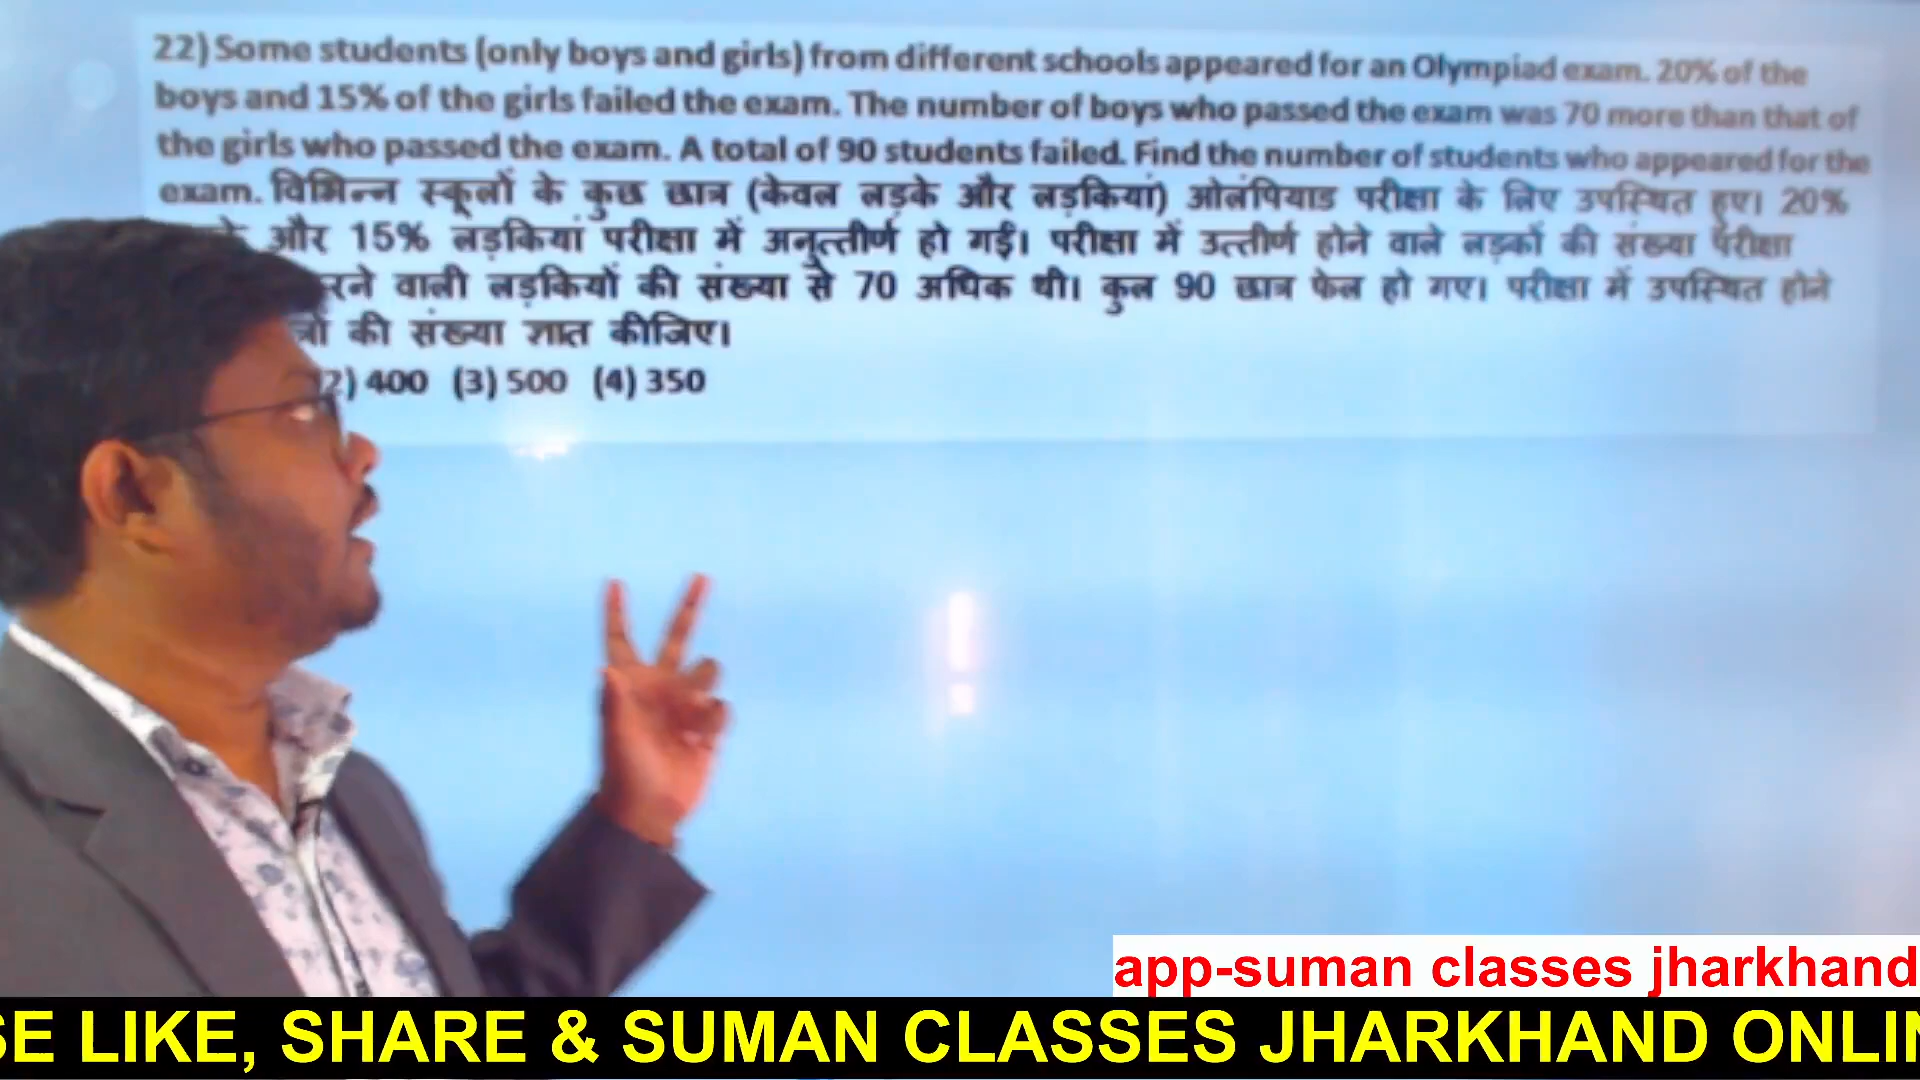 22) Some students (only boys and girls) from different schools appeared for an Olympiad exam. 20% of the
boys and 15% of the girls failed the exam. The number of boys who passed the exam was 70 more than that of
the girls who passed the exam. A total of 90 students failed. Find the number of students who appeared for the
exam. विभिन्न स्कूलों के कुछ छात्र (केवल लड़के और लड़कियां) ओलंपियाड परीक्षा के लिए उपस्थित हुए। 20%
और 15% लड़कियां परीक्षा में अनुत्तीर्ण हो गईं। परीक्षा में उत्तीर्ण होने वाले लड़कों की संख्या परीक्षा
वाली लड़कियों की संख्या से 70 अधिक थी। कुल 90 छात्र फेल हो गए। परीक्षा में उपस्थित होने
की संख्या ज्ञात कीजिए।
2) 400 (3) 500 (4) 350
app-suman classes jharkhand
SE LIKE, SHARE & SUMAN CLASSES JHARKHAND ONLIN